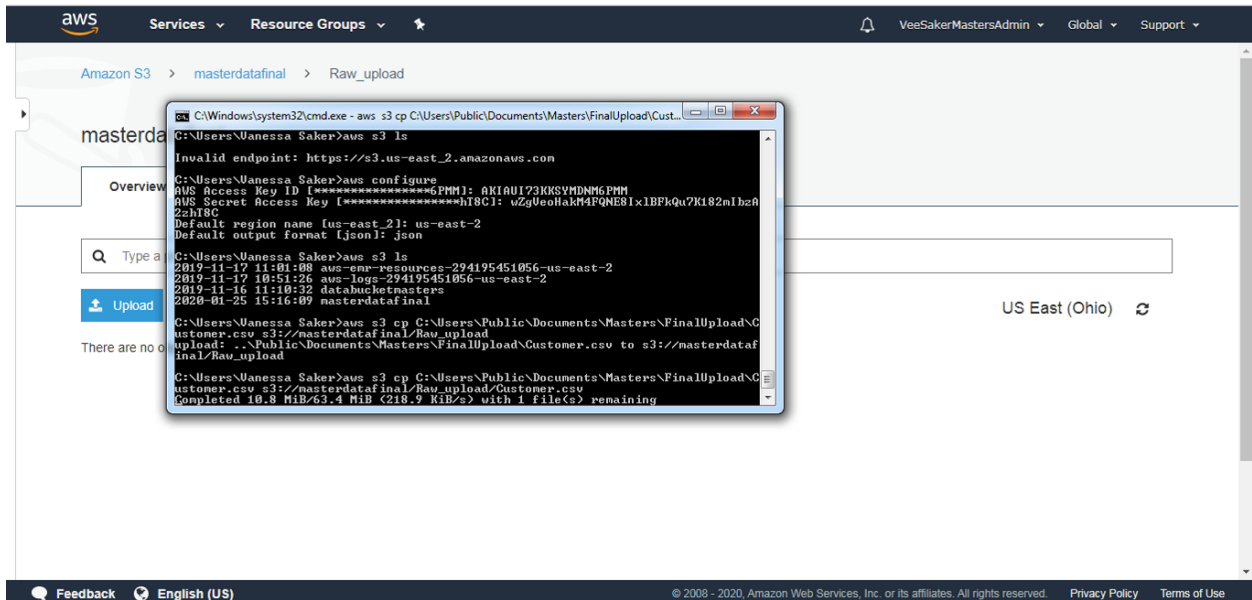 aws
Services Resource Groups VeeSakerMastersAdmin Global Support
Amazon S3 > masterdatafinal > Raw_upload
C:\Windows\system32\cmd.exe - aws s3 cp C:\Users\Public\Documents\Masters\FinalUpload\Cust...
masterda
C:\Users\Vanessa Saker>aws s3 ls
Invalid endpoint: https://s3.us-east_2.amazonaws.com
Overview
C:\Users\Vanessa Saker>aws configure
AWS Access Key ID [****************6PMM]: AKIAUI73KKSYMDNM6PMM
AWS Secret Access Key [****************hT8C]:
Default region name [us-east_2]: us-east-2
Default output format [json]: json
Type a
C:\Users\Vanessa Saker>aws s3 ls
2019-11-17 11:01:08 aws-emr-resources-294195451056-us-east-2
2019-11-17 10:51:26 aws-logs-294195451056-us-east-2
2019-11-16 11:10:32 databucketmasters
2020-01-25 15:16:09 masterdatafinal
Upload
US East (Ohio)
C:\Users\Vanessa Saker>aws s3 cp C:\Users\Public\Documents\Masters\FinalUpload\C
ustomer.csv s3://masterdatafinal/Raw_upload
upload: ..\Public\Documents\Masters\FinalUpload\Customer.csv to s3://masterdataf
inal/Raw_upload
There are no o
C:\Users\Vanessa Saker>aws s3 cp C:\Users\Public\Documents\Masters\FinalUpload\C
ustomer.csv s3://masterdatafinal/Raw_upload/Customer.csv
Completed 10.8 MiB/63.4 MiB (218.9 KiB/s) with 1 file(s) remaining
Feedback English (US) © 2008 - 2020, Amazon Web Services, Inc. or its affiliates. All rights reserved. Privacy Policy Terms of Use